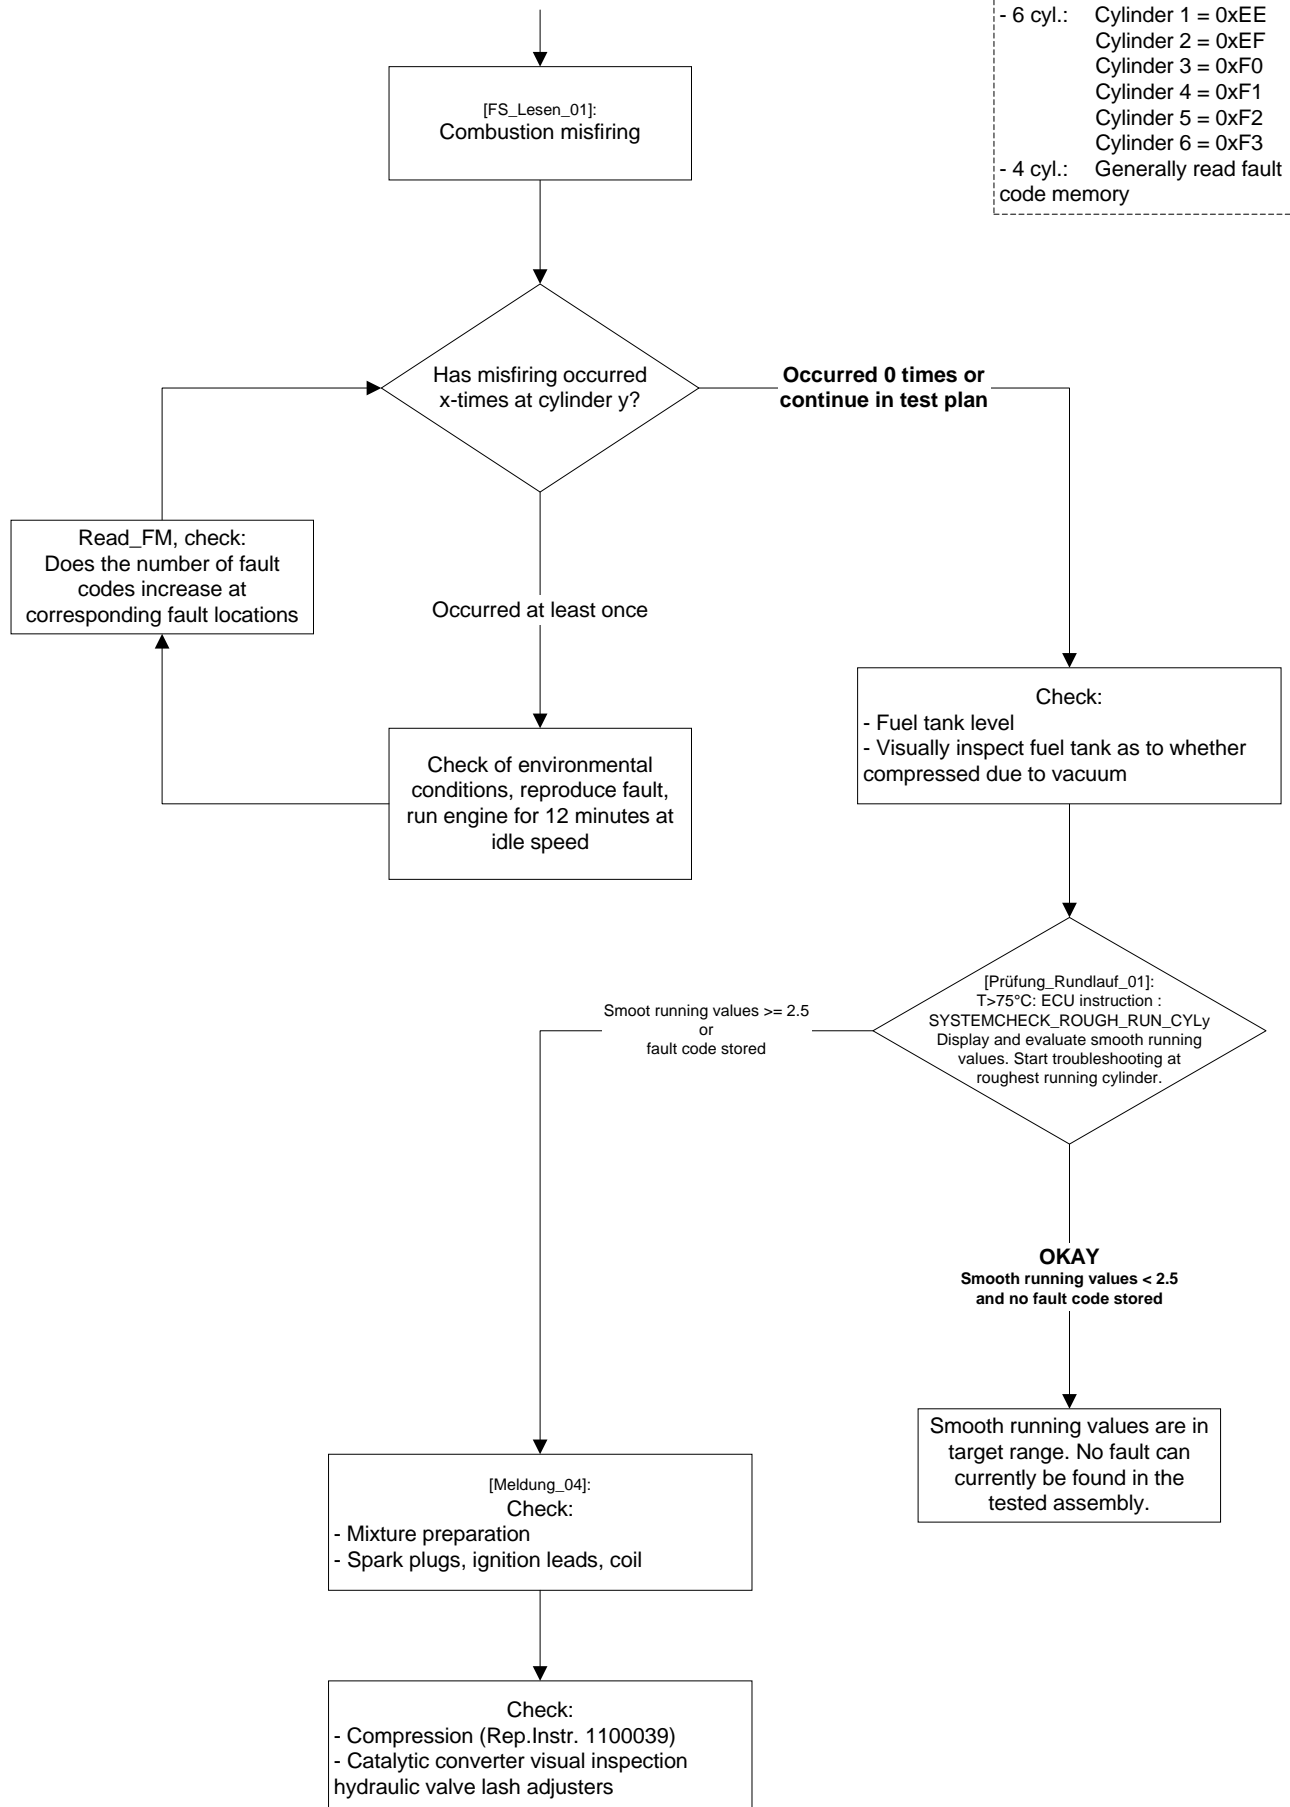 - 6 cyl.: Cylinder 1 = 0xEE
Cylinder 2 = 0xEF
Cylinder 3 = 0xF0
Cylinder 4 = 0xF1
Cylinder 5 = 0xF2
Cylinder 6 = 0xF3
- 4 cyl.: Generally read fault
code memory
[FS_Lesen_01]:
Combustion misfiring
Has misfiring occurred
x-times at cylinder y?
Occurred 0 times or
continue in test plan
Read_FM, check:
Does the number of fault
codes increase at
corresponding fault locations
Occurred at least once
Check of environmental
conditions, reproduce fault,
run engine for 12 minutes at
idle speed
Check:
- Fuel tank level
- Visually inspect fuel tank as to whether
compressed due to vacuum
[Prüfung_Rundlauf_01]:
T>75°C: ECU instruction :
SYSTEMCHECK_ROUGH_RUN_CYLy
Display and evaluate smooth running
values. Start troubleshooting at
roughest running cylinder.
Smoot running values >= 2.5
or
fault code stored
OKAY
Smooth running values < 2.5
and no fault code stored
Smooth running values are in
target range. No fault can
currently be found in the
tested assembly.
[Meldung_04]:
Check:
- Mixture preparation
- Spark plugs, ignition leads, coil
Check:
- Compression (Rep.Instr. 1100039)
- Catalytic converter visual inspection
hydraulic valve lash adjusters